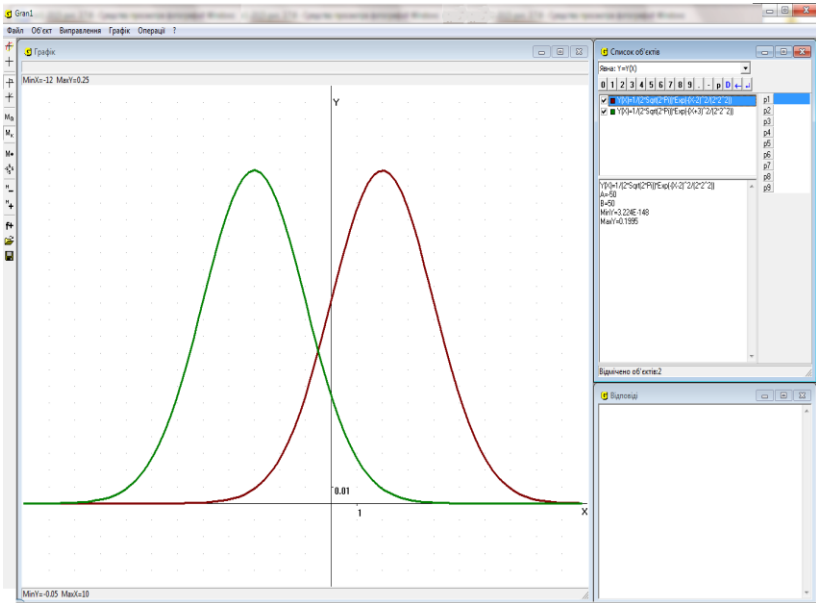 Gran1
Файл Об'єкт Виправлення Графік Операції ?
Графік
MinX=-12 MaxY=0.25
Y
0.01
1
X
MinY=-0.05 MaxX=10
Список об'єктів
Явна: Y=Y(X)
0 1 2 3 4 5 6 7 8 9 . - p D
Y(X)=1/(2*Sqrt(2*Pi))*Exp(-(X-2)^2/(2*2^2))
Y(X)=1/(2*Sqrt(2*Pi))*Exp(-(X+3)^2/(2*2^2))
p1
p2
p3
p4
p5
p6
p7
p8
p9
Y(X)=1/(2*Sqrt(2*Pi))*Exp(-(X-2)^2/(2*2^2))
A=-50
B=50
MinY=3.224E-148
MaxY=0.1995
Відмічено об'єктів:2
Відповіді